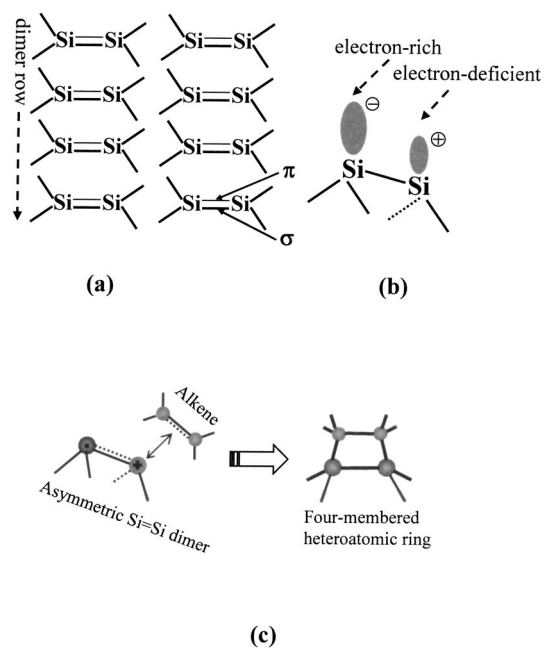 dimer row
Si=Si Si=Si
Si=Si Si=Si
Si=Si Si=Si
Si=Si Si=Si
π
σ
(a)
electron-rich
electron-deficient
⊖
⊕
Si
Si
(b)
Alkene
Asymmetric Si=Si dimer
Four-membered
heteroatomic ring
(c)